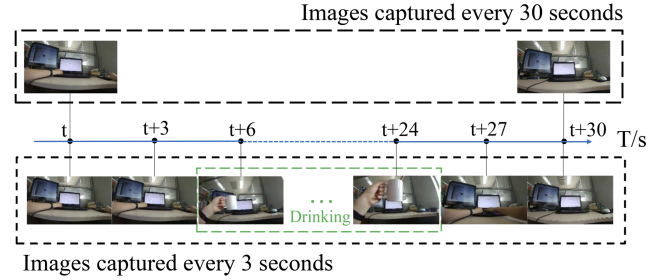 Images captured every 30 seconds
t
t+3
t+6
t+24
t+27
t+30
T/s
...
Drinking
Images captured every 3 seconds